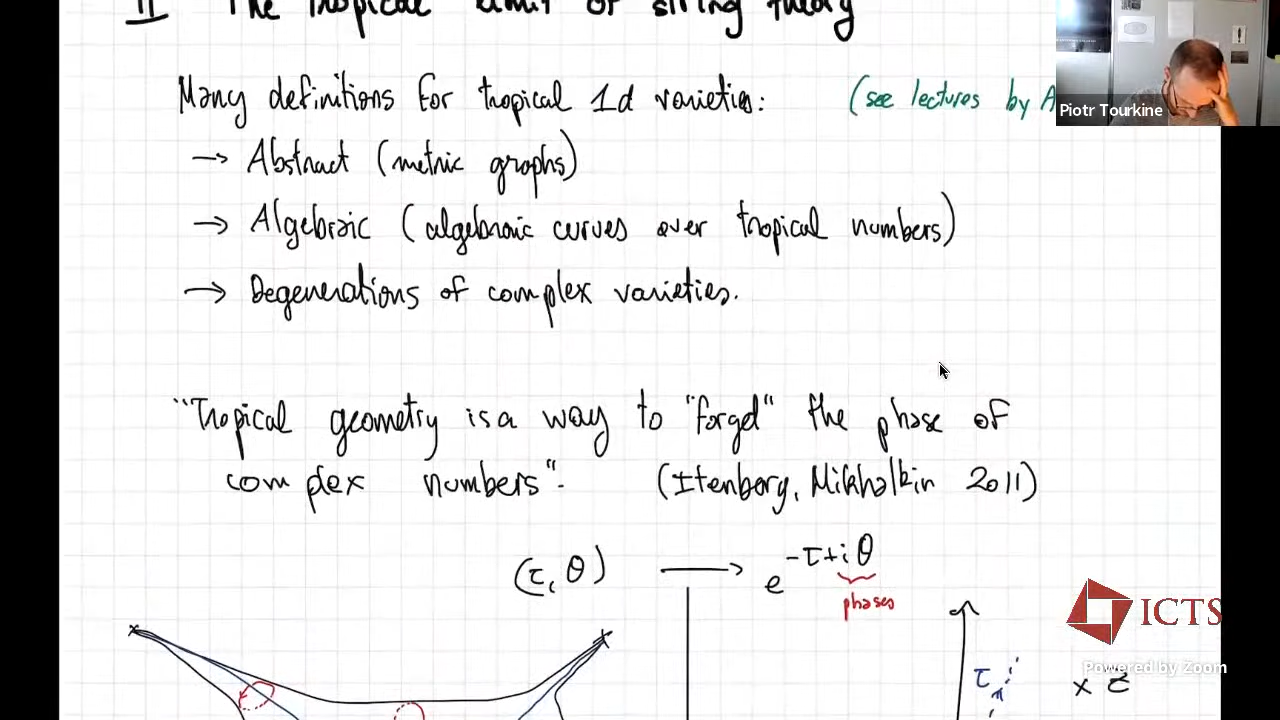 II The tropical limit of string theory
Many definitions for tropical 1d varieties: (see lectures by A
Piotr Tourkine
→ Abstract (metric graphs)
→ Algebraic (algebraic curves over tropical numbers)
→ Degenerations of complex varieties.
"Tropical geometry is a way to "forget" the phase of
complex numbers". (Itenberg, Mikhalkin 2011)
(τ, θ) → e^{-τ+iθ}
phases
ICTS
Powered by Zoom
τ × z